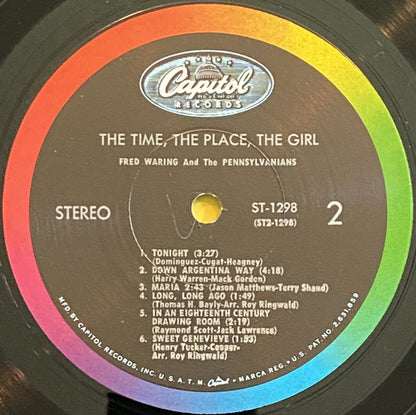 Capitol
RECORDS
THE TIME, THE PLACE, THE GIRL
FRED WARING And The PENNSYLVANIANS
STEREO
ST-1298
(ST2-1298)
2
1. TONIGHT (3:27)
(Dominguez-Cugat-Heagney)
2. DOWN ARGENTINA WAY (4:18)
(Harry Warren-Mack Gordon)
3. MARIA 2:43 (Jason Matthews-Terry Shand)
4. LONG, LONG AGO (1:49)
(Thomas H. Bayly-Arr. Roy Ringwald)
5. IN AN EIGHTEENTH CENTURY
DRAWING ROOM (2:19)
(Raymond Scott-Jack Lawrence)
6. SWEET GENEVIEVE (1:53)
(Henry Tucker-Cooper-
Arr. Roy Ringwald)
MFD. BY CAPITOL RECORDS, INC. U.S.A. T.M. Capitol MARCA REG. • U.S. PAT. NO. 2,631,859